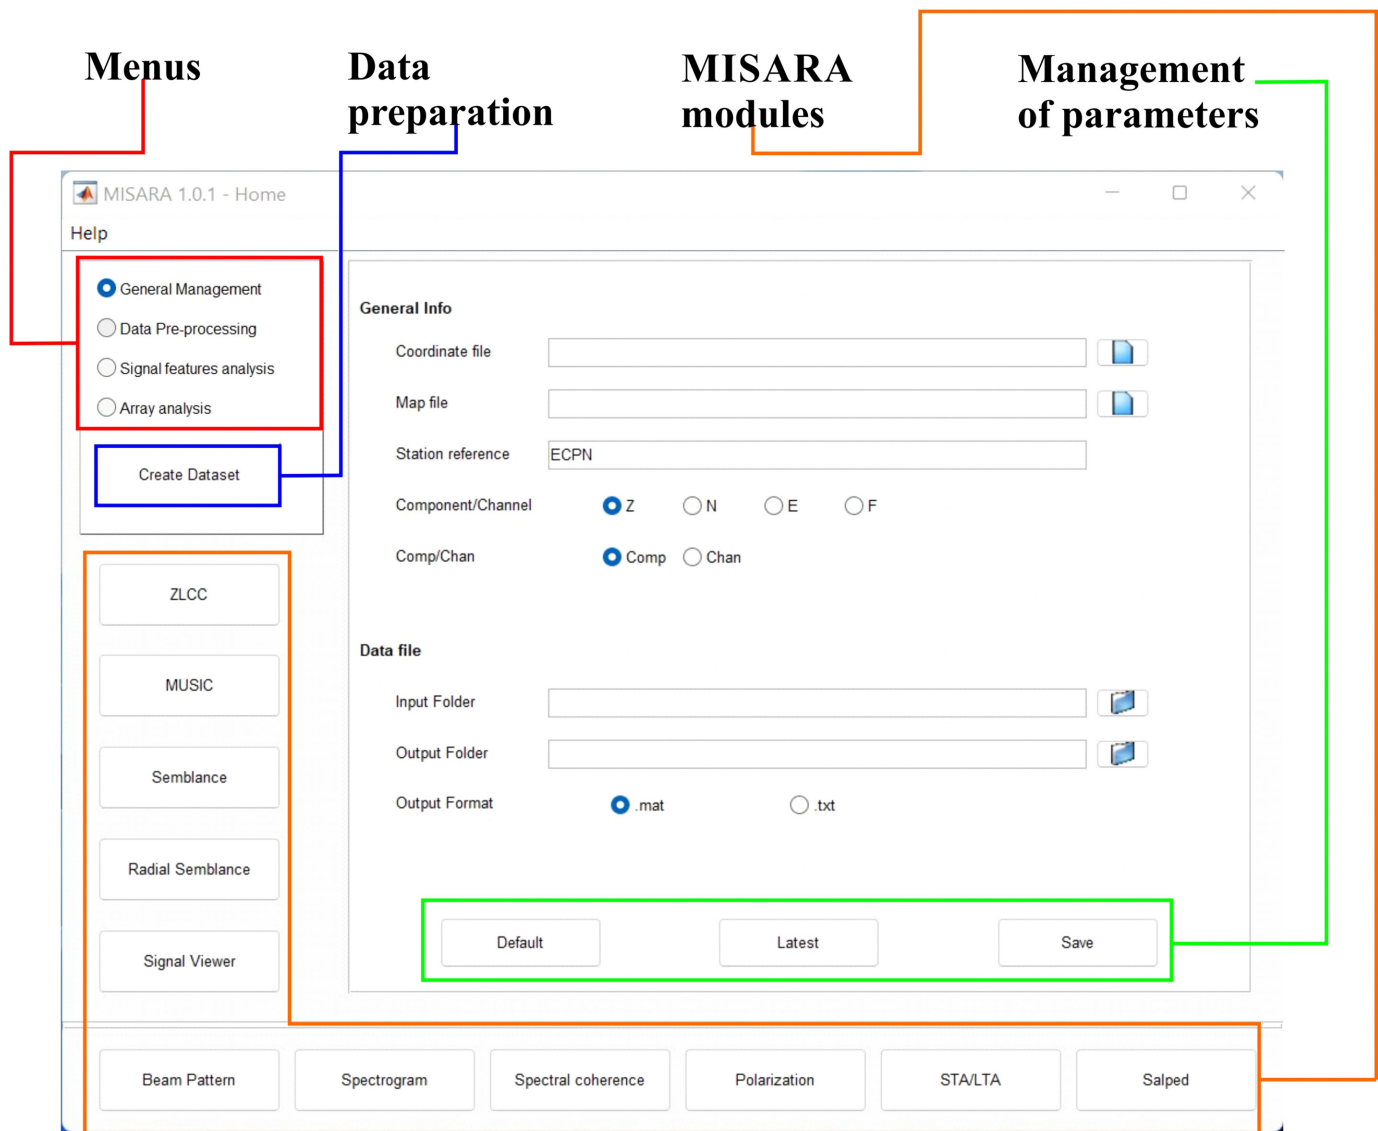 Menus
Data
preparation
MISARA
modules
Management
of parameters
MISARA 1.0.1 - Home
Help
General Management
Data Pre-processing
Signal features analysis
Array analysis
Create Dataset
General Info
Coordinate file
Map file
Station reference ECPN
Component/Channel Z N E F
Comp/Chan Comp Chan
Data file
Input Folder
Output Folder
Output Format .mat .txt
Default Latest Save
ZLCC
MUSIC
Semblance
Radial Semblance
Signal Viewer
Beam Pattern Spectrogram Spectral coherence Polarization STA/LTA Salped